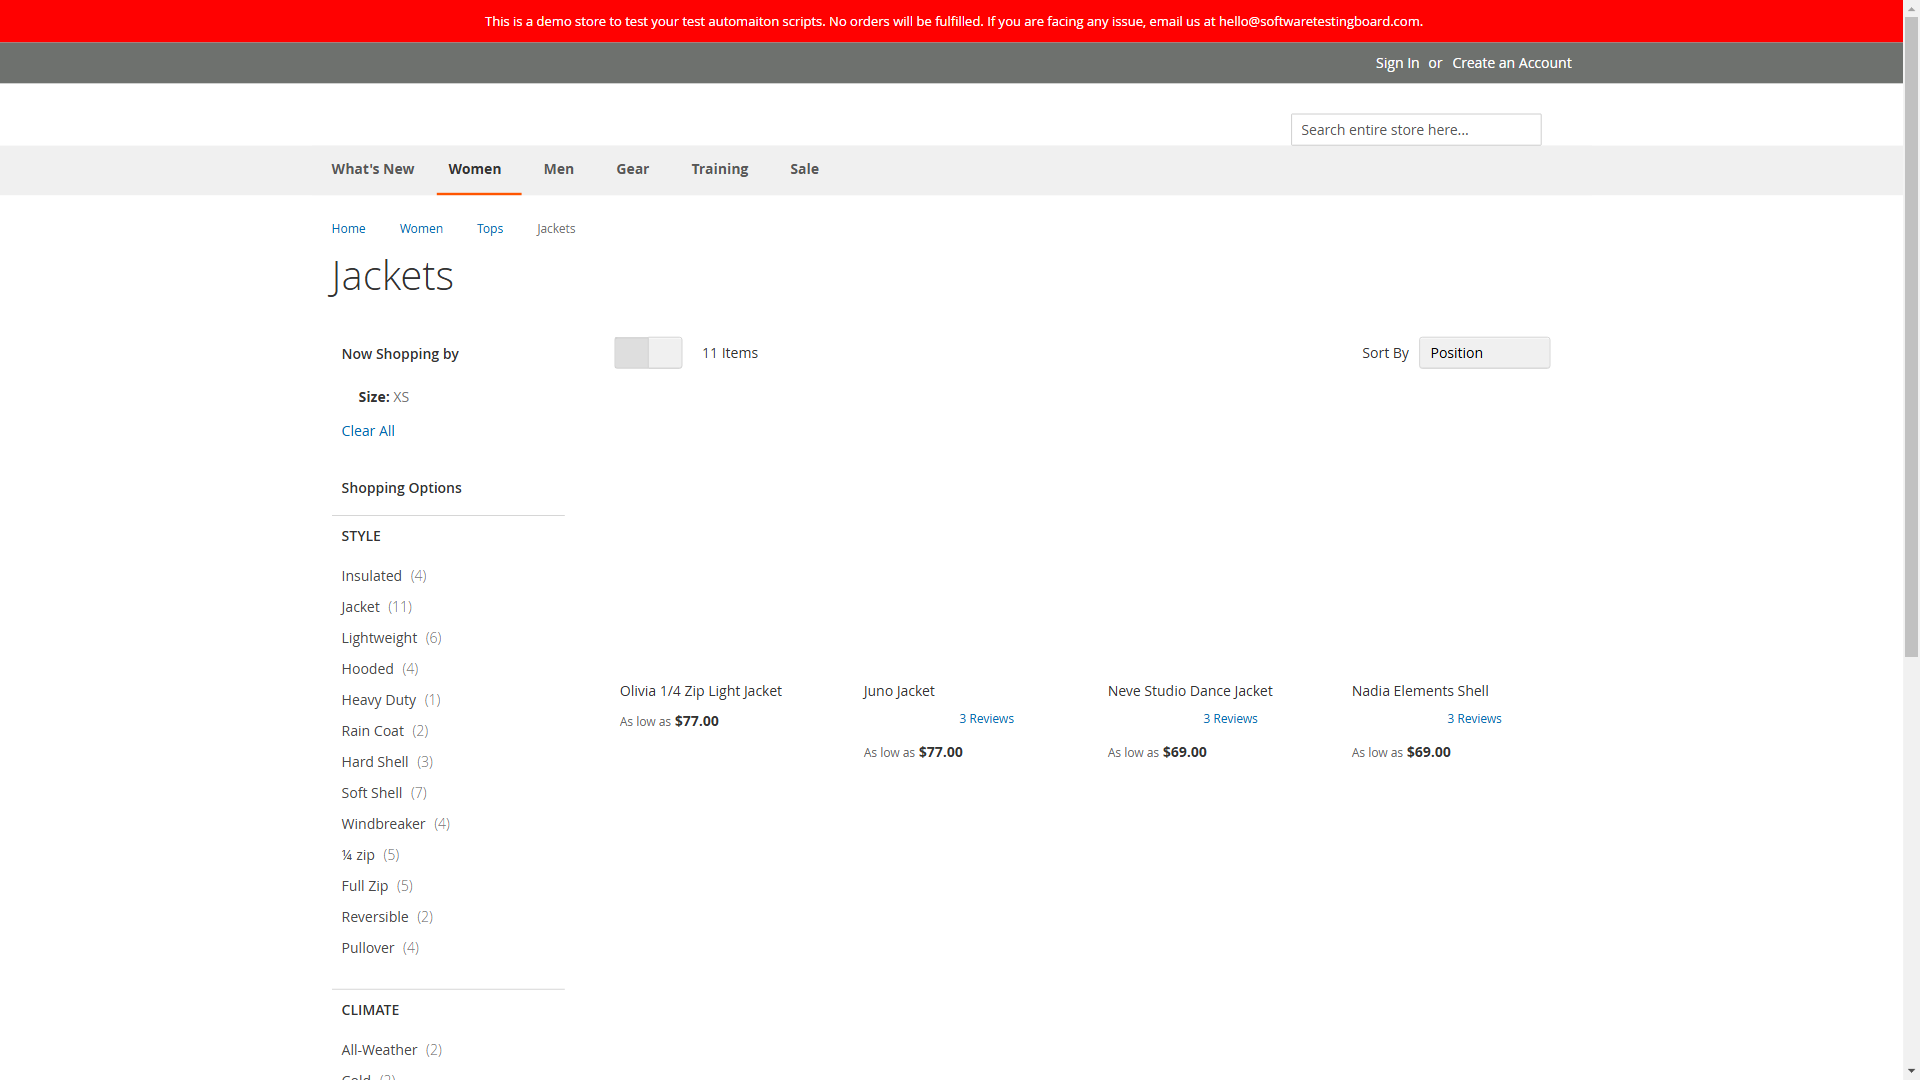 This is a demo store to test your test automaiton scripts. No orders will be fulfilled. If you are facing any issue, email us at hello@softwaretestingboard.com.
Sign In or Create an Account
Search entire store here...
What's New Women Men Gear Training Sale
Home Women Tops Jackets
Jackets
Now Shopping by
11 Items
Sort By Position
Size: XS
Clear All
Shopping Options
STYLE
Insulated (4)
Jacket (11)
Lightweight (6)
Hooded (4)
Heavy Duty (1)
Rain Coat (2)
Hard Shell (3)
Soft Shell (7)
Windbreaker (4)
¼ zip (5)
Full Zip (5)
Reversible (2)
Pullover (4)
CLIMATE
All-Weather (2)
Cold (2)
Olivia 1/4 Zip Light Jacket
As low as $77.00
Juno Jacket
3 Reviews
As low as $77.00
Neve Studio Dance Jacket
3 Reviews
As low as $69.00
Nadia Elements Shell
3 Reviews
As low as $69.00